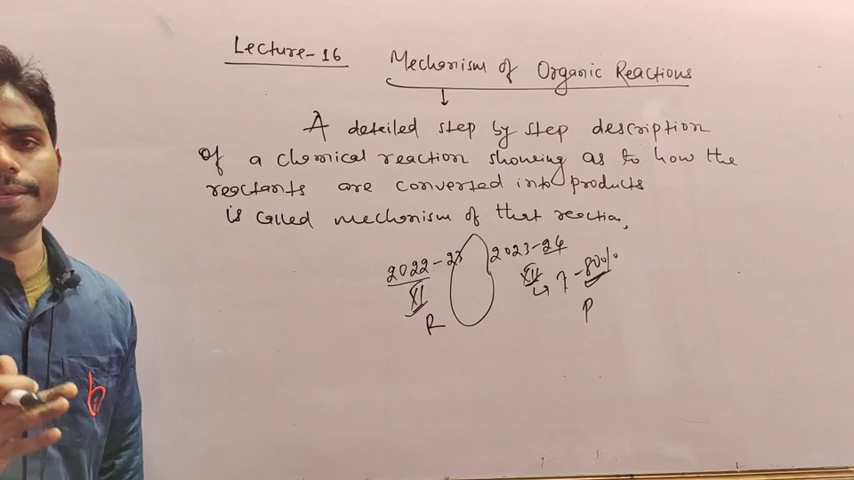 Lecture-16
Mechanism of Organic Reactions
A detailed step by step description
of a chemical reaction showing as to how the
reactants are converted into products
is called mechanism of that reaction,
2022-23 2023-24
XI XII
R P
b